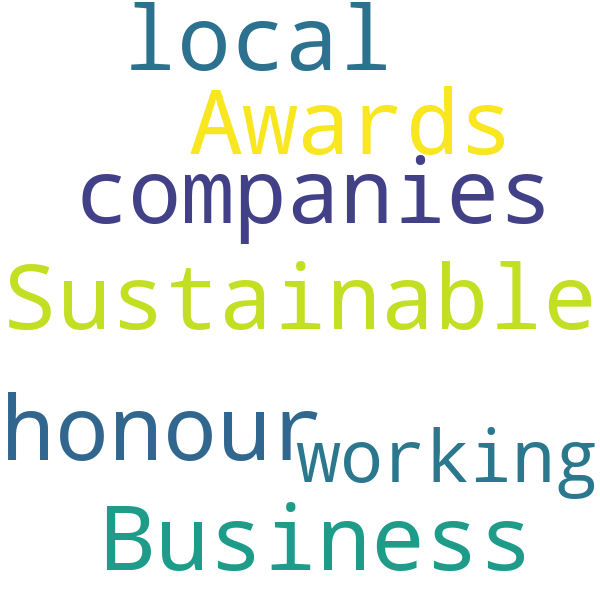 local
Awards
companies
Sustainable
honour
working
Business